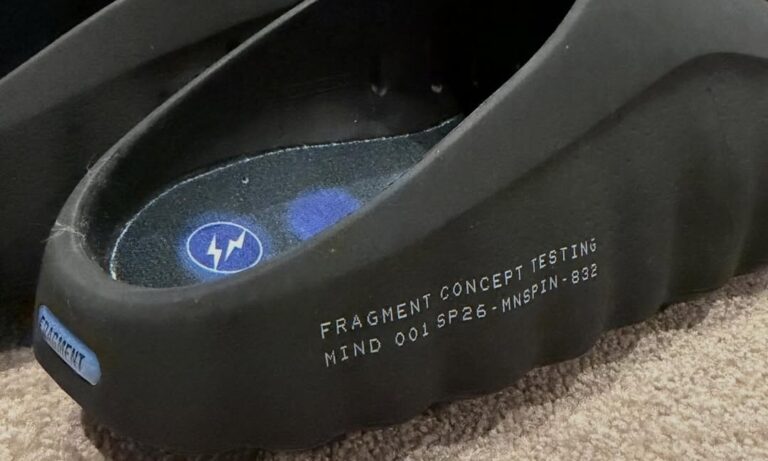 FRAGMENT CONCEPT TESTING
MIND 001 SP26-MNSPIN-832
FRAGMENT